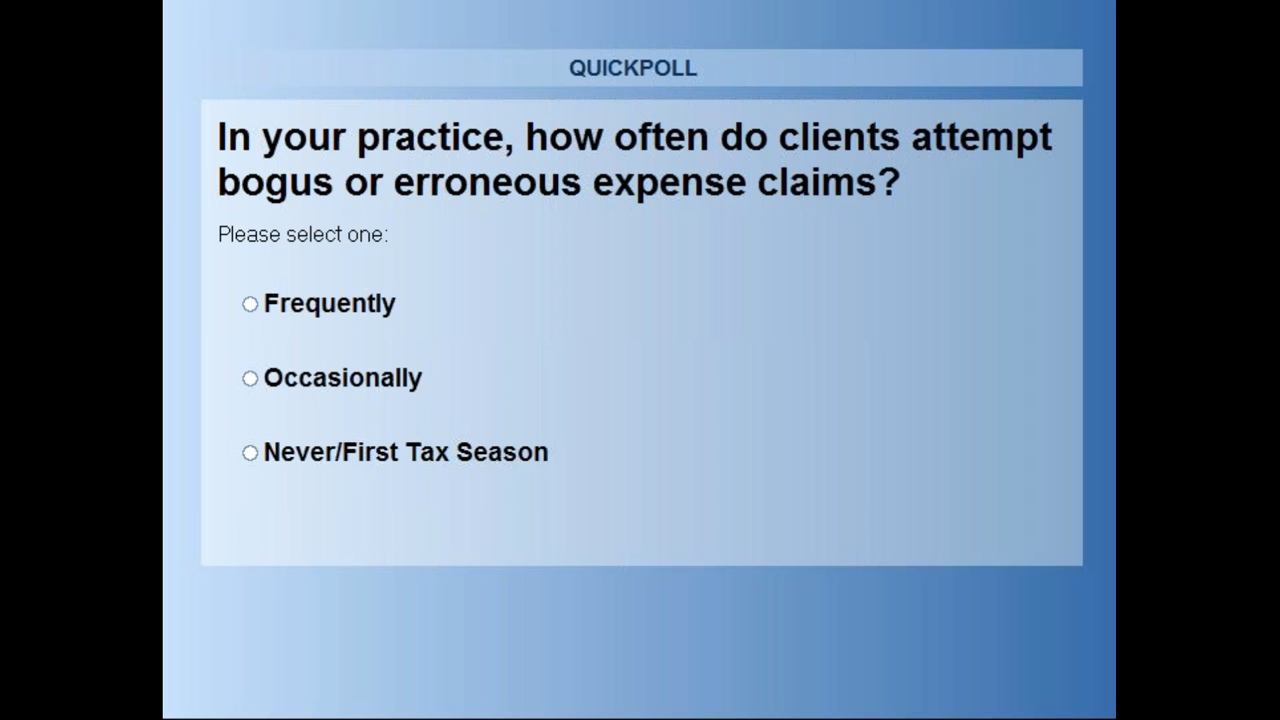 QUICKPOLL
In your practice, how often do clients attempt
bogus or erroneous expense claims?
Please select one:
Frequently
Occasionally
Never/First Tax Season